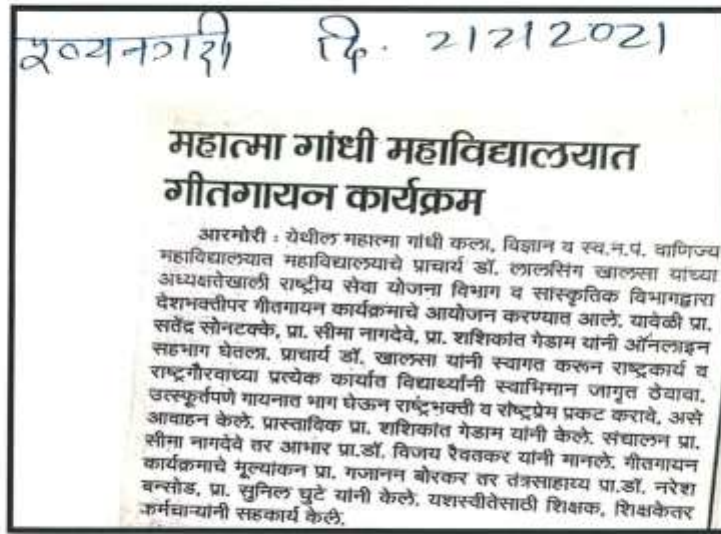 पुण्यनगरी दि. 2/2/2021
महात्मा गांधी महाविद्यालयात
गीतगायन कार्यक्रम
आरमोरी : येथील महात्मा गांधी कला, विज्ञान व स्व.न.पं. वाणिज्य
महाविद्यालयात महाविद्यालयाचे प्राचार्य डॉ. लालसिंग खालसा यांच्या
अध्यक्षतेखाली राष्ट्रीय सेवा योजना विभाग व सांस्कृतिक विभागद्वारा
देशभक्तीपर गीतगायन कार्यक्रमाचे आयोजन करण्यात आले. यावेळी प्रा.
सतेंद्र सोनटक्के, प्रा. सीमा नागदेवे, प्रा. शशिकांत गेडाम यांनी ऑनलाइन
सहभाग घेतला. प्राचार्य डॉ. खालसा यांनी स्वागत करून राष्ट्रकार्य व
राष्ट्रगौरवाच्या प्रत्येक कार्यात विद्यार्थ्यांनी स्वाभिमान जागृत ठेवावा,
उत्स्फूर्तपणे गायनात भाग घेऊन राष्ट्रभक्ती व राष्ट्रप्रेम प्रकट करावे, असे
आवाहन केले. प्रास्ताविक प्रा. शशिकांत गेडाम यांनी केले. संचालन प्रा.
सीमा नागदेवे तर आभार प्रा.डॉ. विजय रैवतकर यांनी मानले. गीतगायन
कार्यक्रमाचे मूल्यांकन प्रा. गजानन बोरकर तर तंत्रसाहाय्य पा.डॉ. नरेश
बन्सोड, प्रा. सुनिल चुटे यांनी केले. यशस्वीतेसाठी शिक्षक, शिक्षकेतर
कर्मचाऱ्यांनी सहकार्य केले.